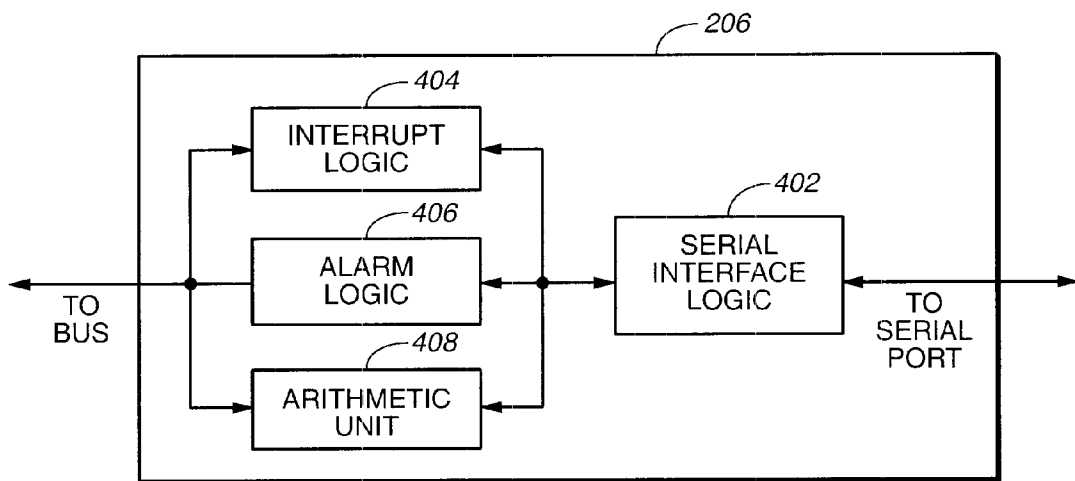 206
404
INTERRUPT
LOGIC
406
ALARM
LOGIC
408
ARITHMETIC
UNIT
402
SERIAL
INTERFACE
LOGIC
TO
BUS
TO
SERIAL
PORT